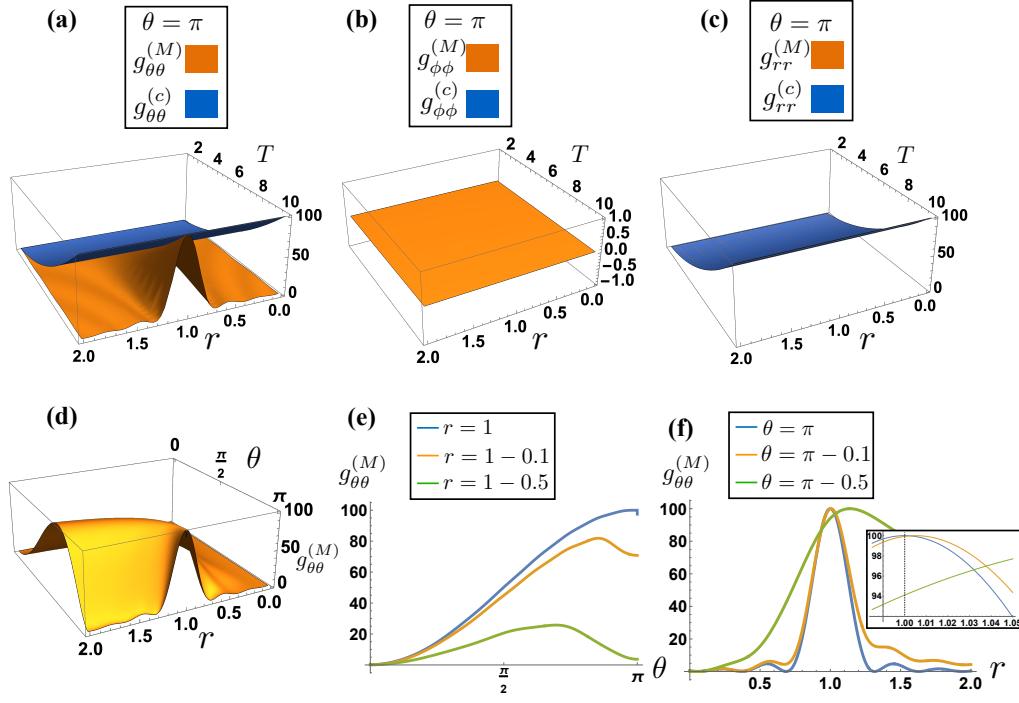 (a)
θ = π
g_{θθ}^{(M)}
g_{θθ}^{(c)}
2
4
6
8
10
T
100
50
0
2.0
1.5
1.0
0.5
0.0
r
(b)
θ = π
g_{ϕϕ}^{(M)}
g_{ϕϕ}^{(c)}
2
4
6
8
10
T
1.0
0.5
0.0
−0.5
−1.0
2.0
1.5
1.0
0.5
0.0
r
(c)
θ = π
g_{rr}^{(M)}
g_{rr}^{(c)}
2
4
6
8
10
T
100
50
0
2.0
1.5
1.0
0.5
0.0
r
(d)
0
π/2
π
θ
100
50
0
g_{θθ}^{(M)}
2.0
1.5
1.0
0.5
0.0
r
(e)
r = 1
r = 1 − 0.1
r = 1 − 0.5
g_{θθ}^{(M)}
100
80
60
40
20
π/2
π
θ
(f)
θ = π
θ = π − 0.1
θ = π − 0.5
g_{θθ}^{(M)}
100
80
60
40
20
0
0.5
1.0
1.5
2.0
r
100
98
96
94
1.00
1.01
1.02
1.03
1.04
1.05